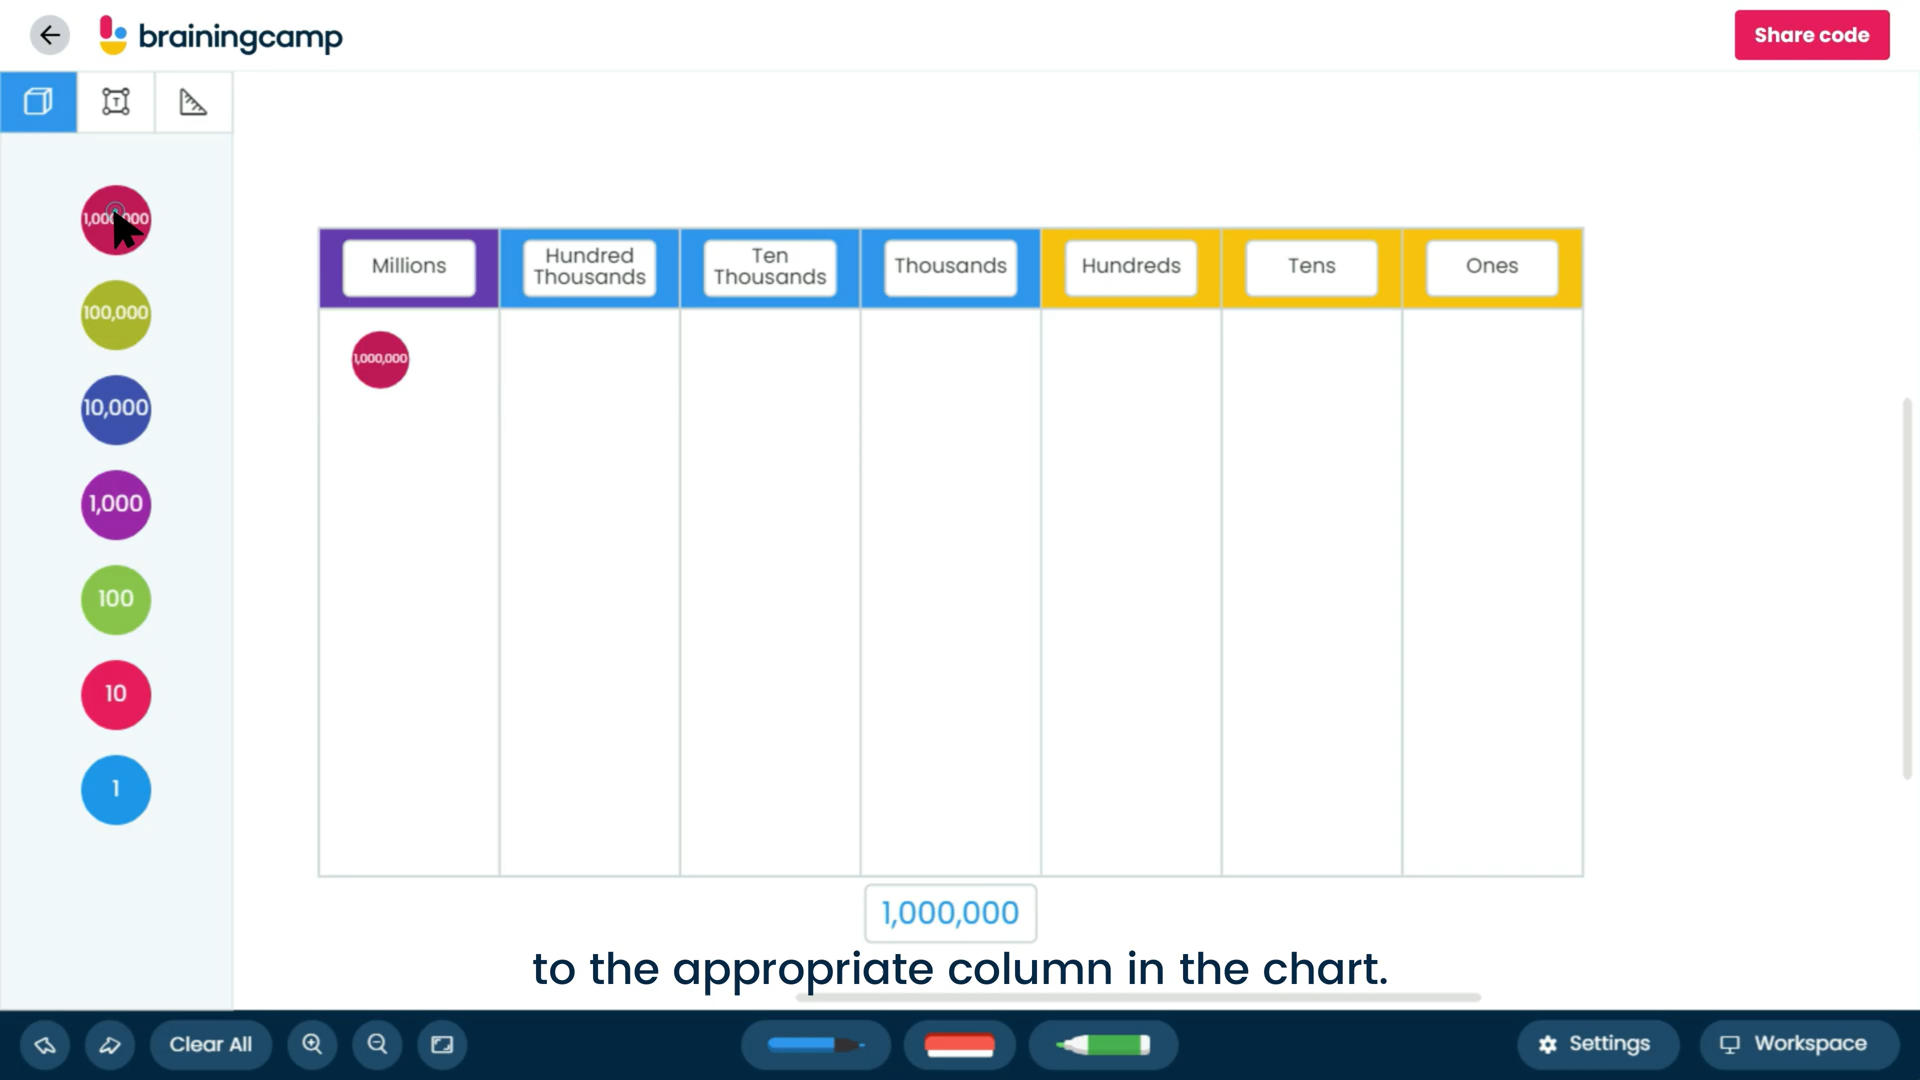 brainingcamp
Share code
T
1,000,000
100,000
10,000
1,000
100
10
1
Millions
Hundred
Thousands
Ten
Thousands
Thousands
Hundreds
Tens
Ones
1,000,000
1,000,000
to the appropriate column in the chart.
Clear All
Settings
Workspace